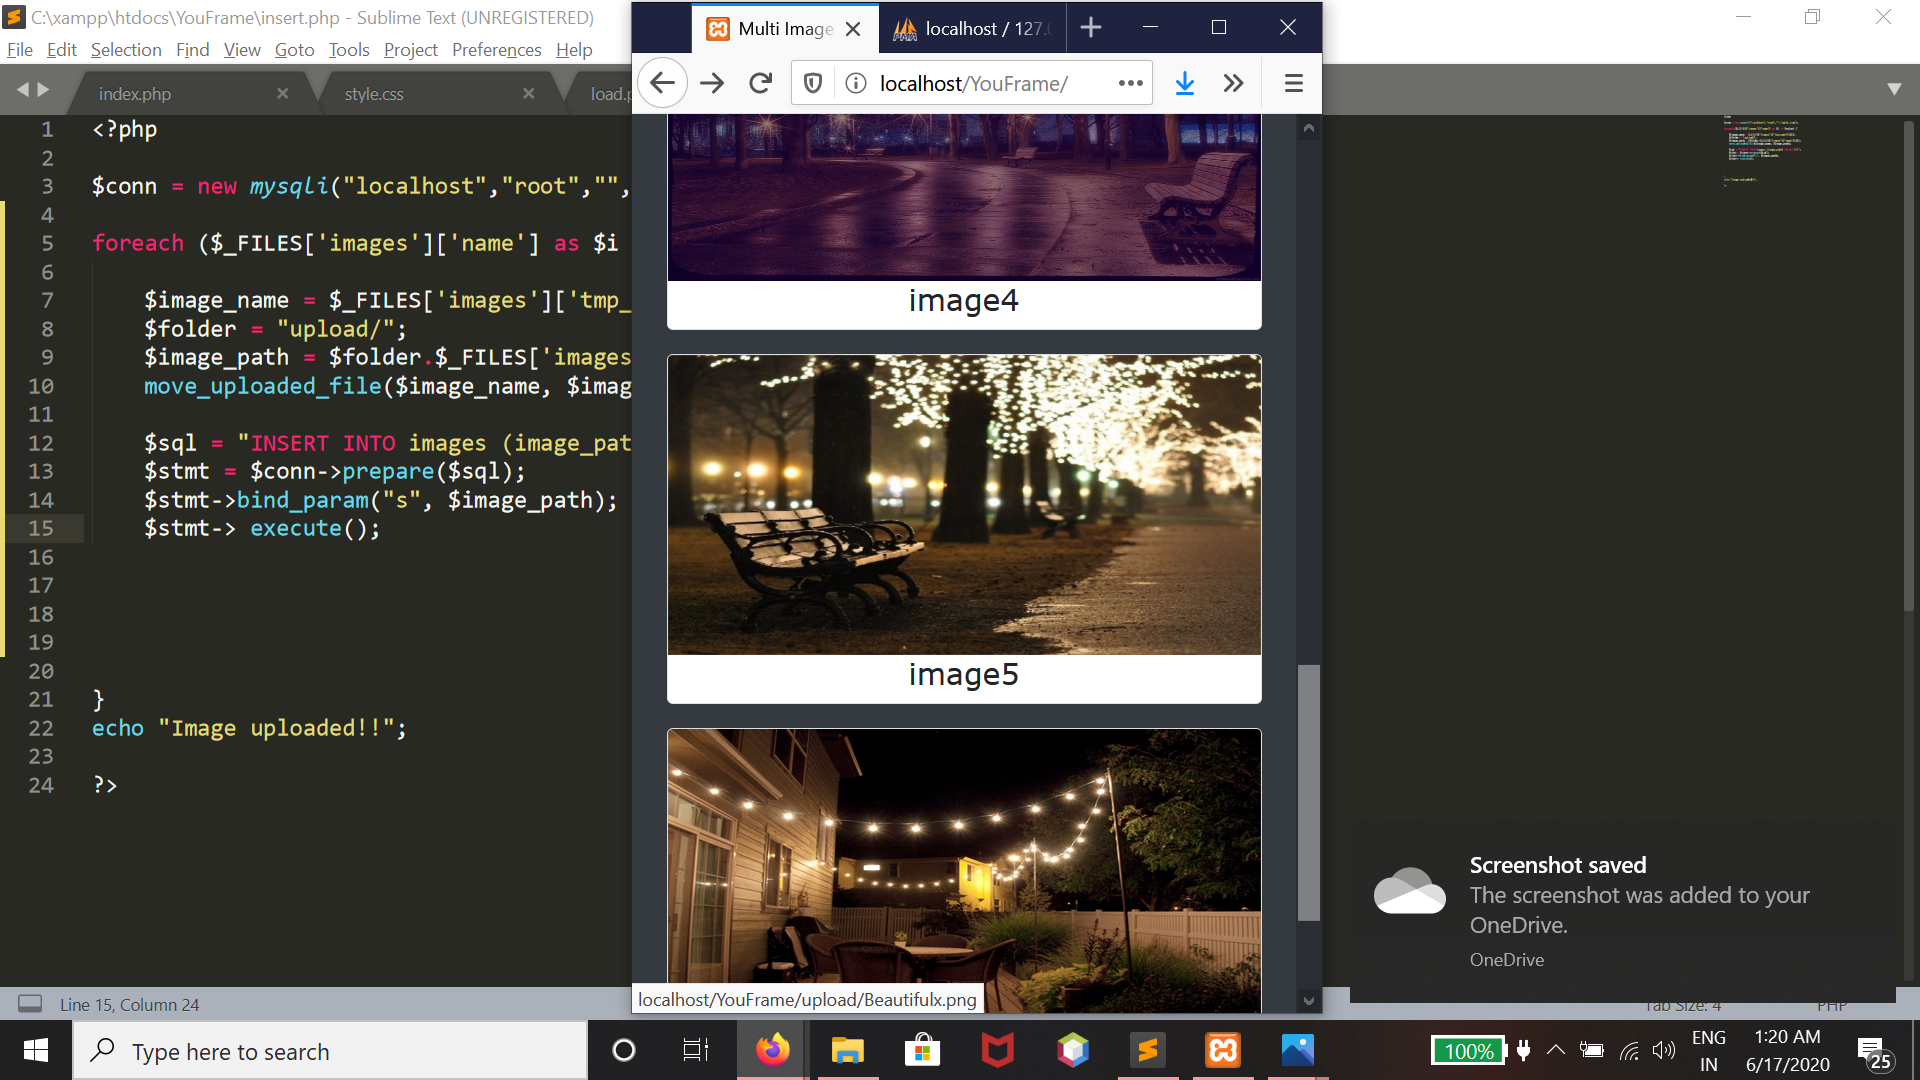 C:\xampp\htdocs\YouFrame\insert.php - Sublime Text (UNREGISTERED)
File Edit Selection Find View Goto Tools Project Preferences Help
index.php
style.css
load.p
1 <?php
2
3 $conn = new mysqli("localhost","root","",
4
5 foreach ($_FILES['images']['name'] as $i
6
7 $image_name = $_FILES['images']['tmp_
8 $folder = "upload/";
9 $image_path = $folder.$_FILES['images
10 move_uploaded_file($image_name, $imag
11
12 $sql = "INSERT INTO images (image_pat
13 $stmt = $conn->prepare($sql);
14 $stmt->bind_param("s", $image_path);
15 $stmt-> execute();
16
17
18
19
20
21 }
22 echo "Image uploaded!!";
23
24 ?>
Line 15, Column 24
Tab Size: 4
PHP
Multi Image
localhost / 127.
localhost/YouFrame/
image4
image5
localhost/YouFrame/upload/Beautifulx.png
Screenshot saved
The screenshot was added to your
OneDrive.
OneDrive
Type here to search
100%
ENG
IN
1:20 AM
6/17/2020
25